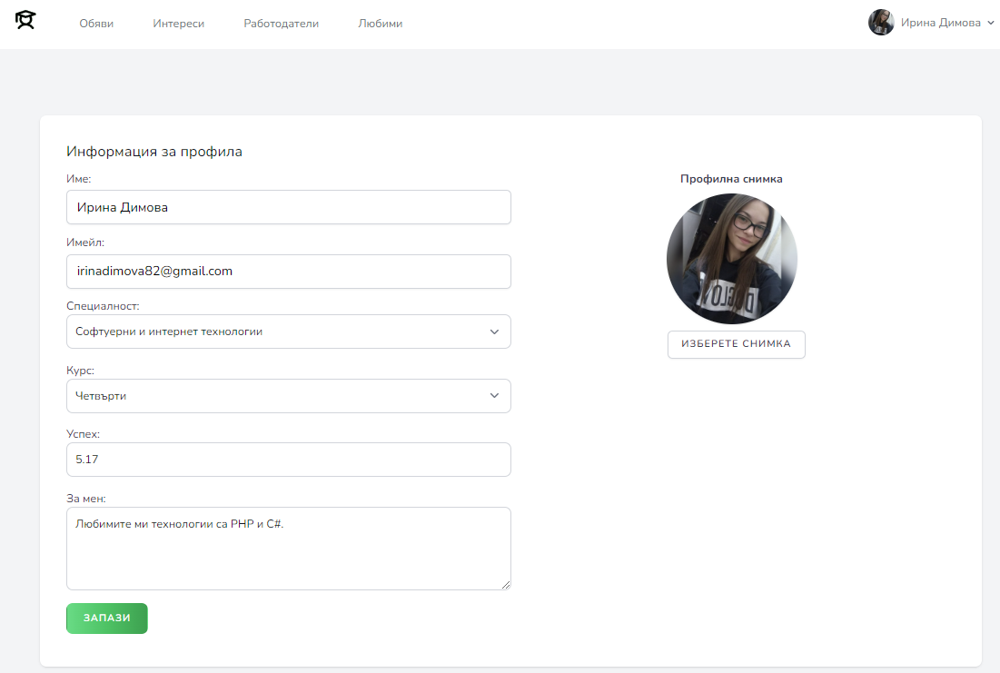 Обяви Интереси Работодатели Любими Ирина Димова
Информация за профила
Име:
Ирина Димова
Имейл:
irinadimova82@gmail.com
Специалност:
Софтуерни и интернет технологии
Курс:
Четвърти
Успех:
5.17
За мен:
Любимите ми технологии са PHP и C#.
ЗАПАЗИ
Профилна снимка
ИЗБЕРЕТЕ СНИМКА